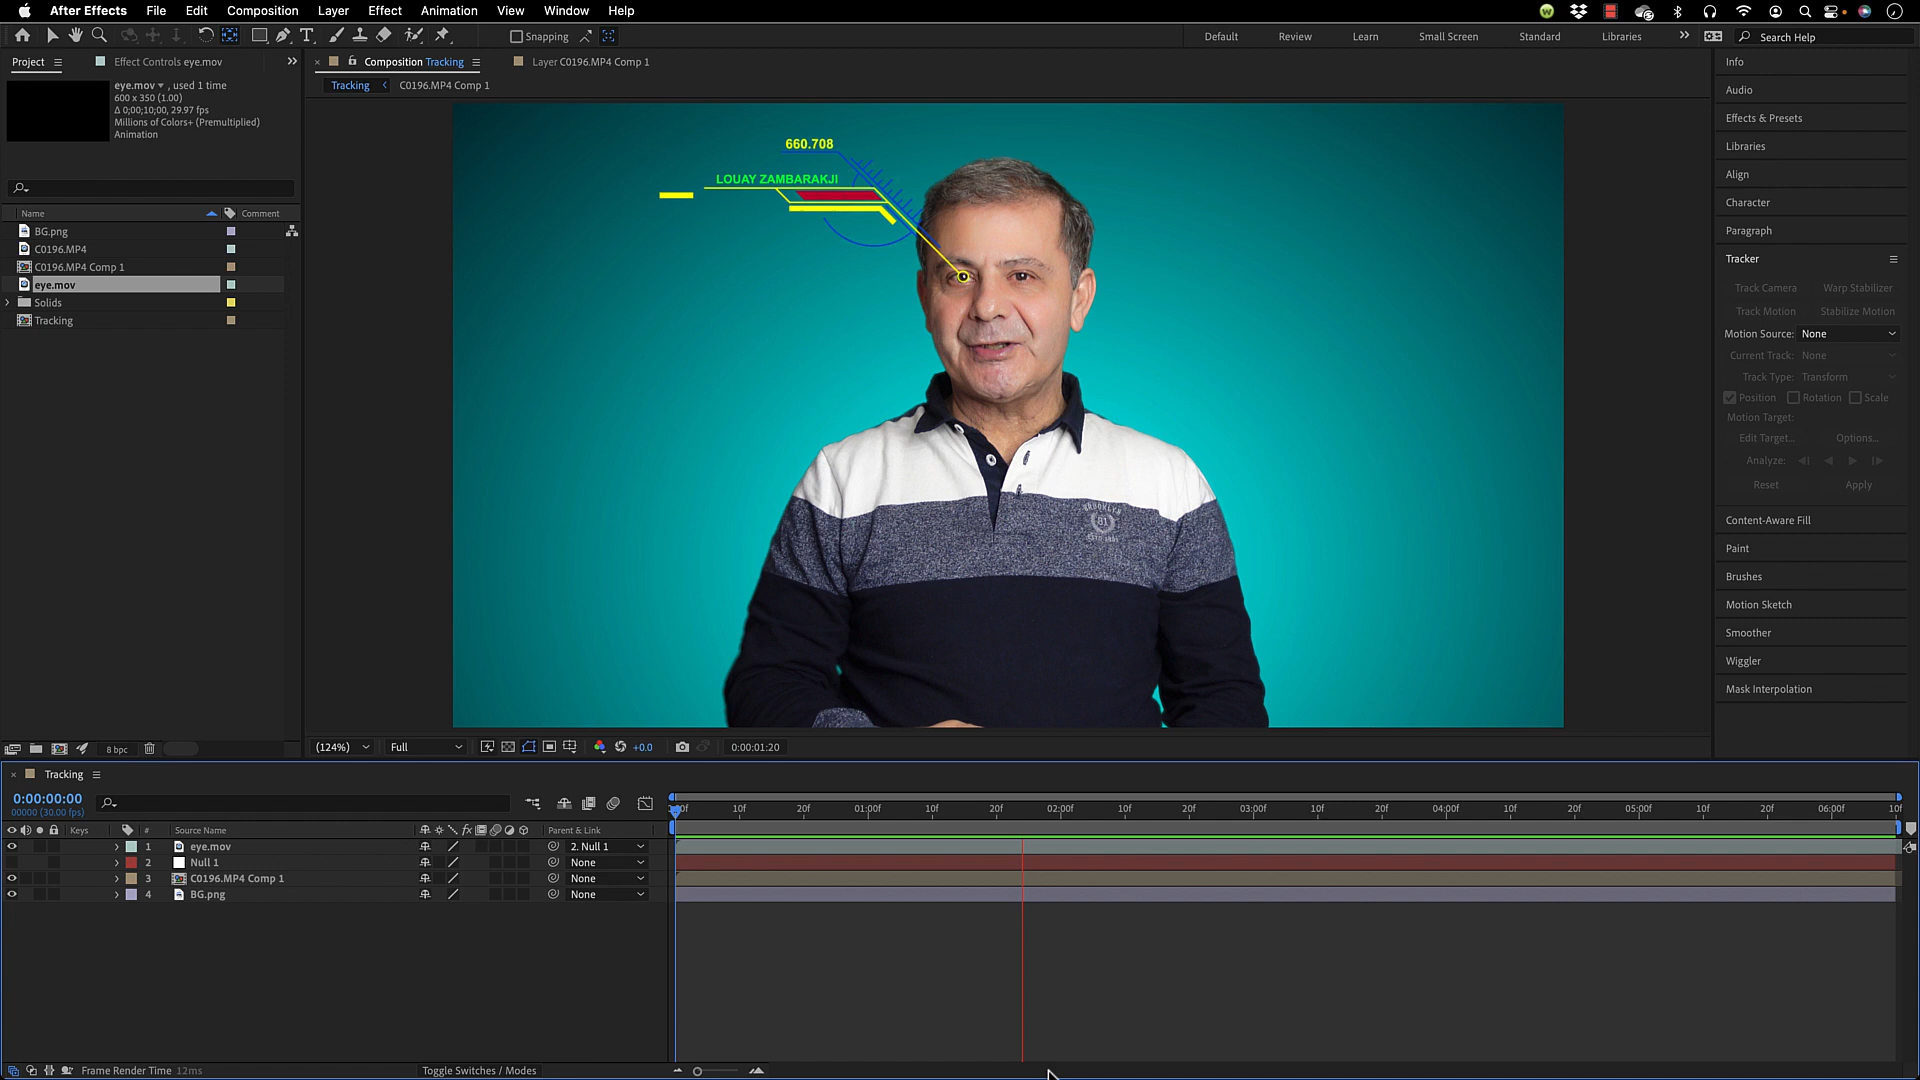 After Effects File Edit Composition Layer Effect Animation View Window Help
Snapping
Default Review Learn Small Screen Standard Libraries
Search Help
Project
Effect Controls eye.mov
Composition Tracking
Layer C0196.MP4 Comp 1
Tracking
C0196.MP4 Comp 1
eye.mov , used 1 time
600 x 350 (1.00)
Δ 0;00;10;00, 29.97 fps
Millions of Colors+ (Premultiplied)
Animation
Name
Comment
BG.png
C0196.MP4
C0196.MP4 Comp 1
eye.mov
Solids
Tracking
8 bpc
660.708
LOUAY ZAMBARAKJI
BROOKLYN
81
(124%)
Full
+0.0
0:00:01:20
Info
Audio
Effects & Presets
Libraries
Align
Character
Paragraph
Tracker
Track Camera Warp Stabilizer
Track Motion Stabilize Motion
Motion Source: None
Current Track: None
Track Type: Transform
Position Rotation Scale
Motion Target:
Edit Target... Options...
Analyze:
Reset Apply
Content-Aware Fill
Paint
Brushes
Motion Sketch
Smoother
Wiggler
Mask Interpolation
Tracking
0:00:00:00
00000 (30.00 fps)
10f 20f 01:00f 10f 20f 02:00f 10f 20f 03:00f 10f 20f 04:00f 10f 20f 05:00f 10f 20f 06:00f 10f
Keys # Source Name fx Parent & Link
1 eye.mov 2. Null 1
2 Null 1 None
3 C0196.MP4 Comp 1 None
4 BG.png None
Frame Render Time 12ms
Toggle Switches / Modes